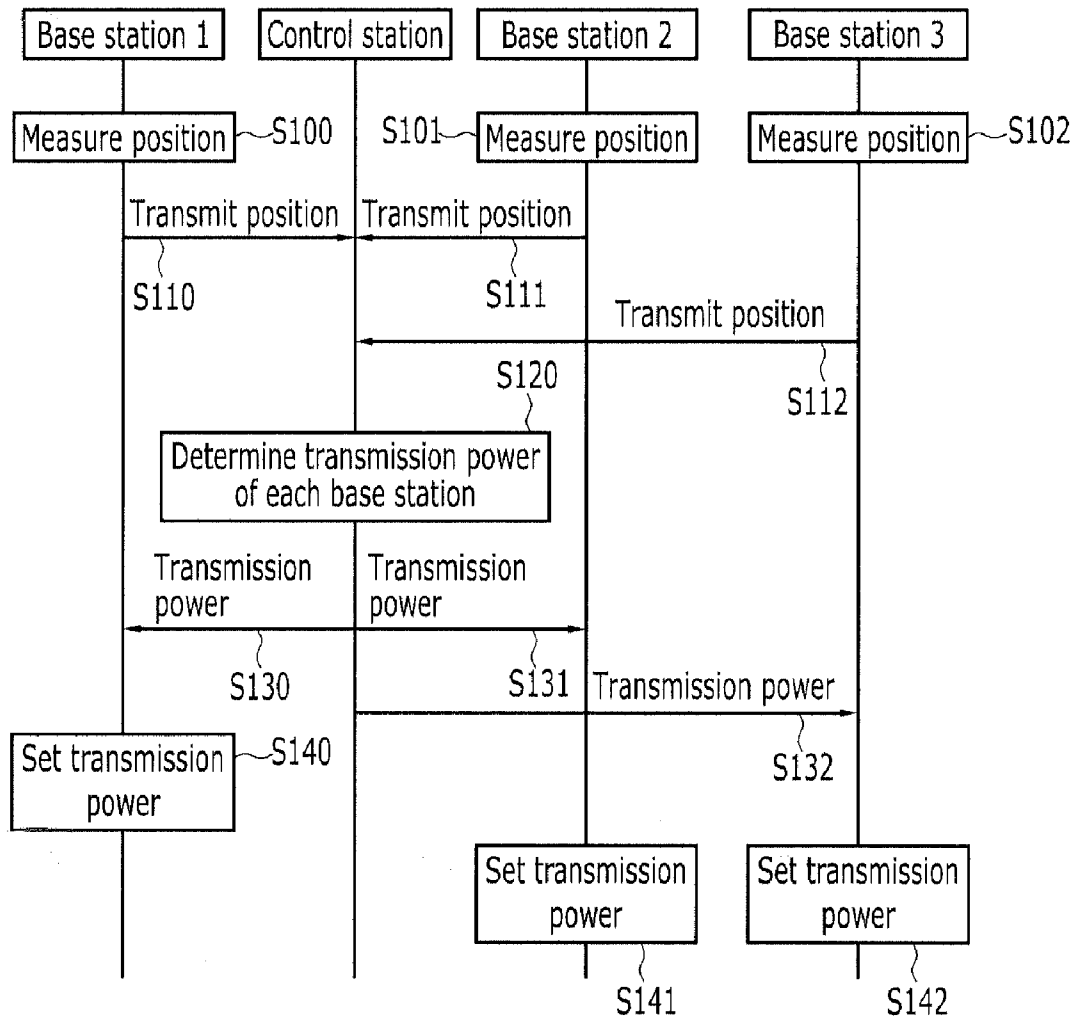 Base station 1
Control station
Base station 2
Base station 3
Measure position
S100
S101
Measure position
Measure position
S102
Transmit position
Transmit position
S110
S111
Transmit position
S112
S120
Determine transmission power
of each base station
Transmission
power
Transmission
power
S130
S131
Transmission power
S132
Set transmission
power
S140
Set transmission
power
Set transmission
power
S141
S142